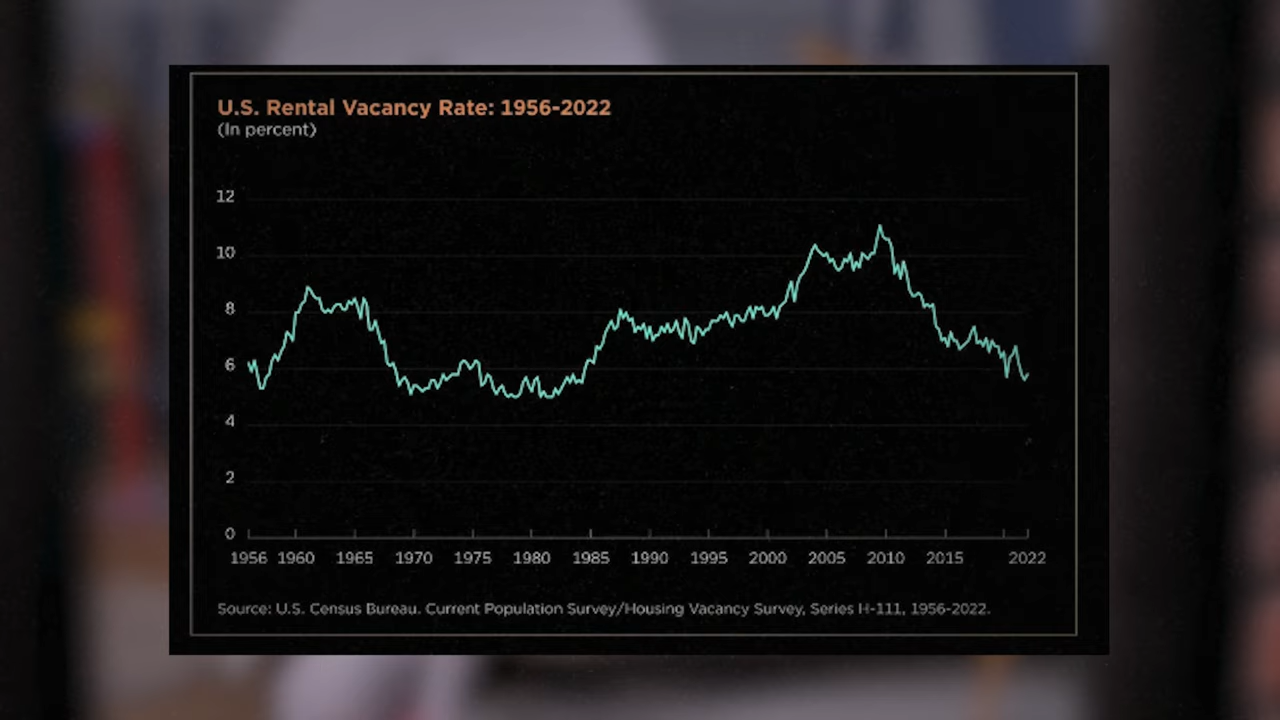 U.S. Rental Vacancy Rate: 1956-2022
(In percent)
12
10
8
6
4
2
0
1956 1960 1965 1970 1975 1980 1985 1990 1995 2000 2005 2010 2015 2022
Source: U.S. Census Bureau. Current Population Survey/Housing Vacancy Survey, Series H-111, 1956-2022.